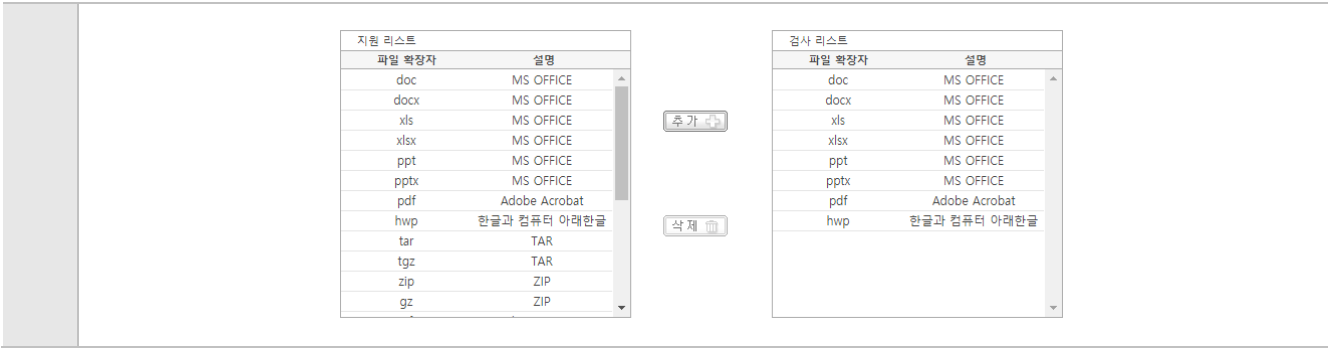 지원 리스트
파일 확장자 설명
doc MS OFFICE
docx MS OFFICE
xls MS OFFICE
xlsx MS OFFICE
ppt MS OFFICE
pptx MS OFFICE
pdf Adobe Acrobat
hwp 한글과 컴퓨터 아래한글
tar TAR
tgz TAR
zip ZIP
gz ZIP
추가
삭제
검사 리스트
파일 확장자 설명
doc MS OFFICE
docx MS OFFICE
xls MS OFFICE
xlsx MS OFFICE
ppt MS OFFICE
pptx MS OFFICE
pdf Adobe Acrobat
hwp 한글과 컴퓨터 아래한글